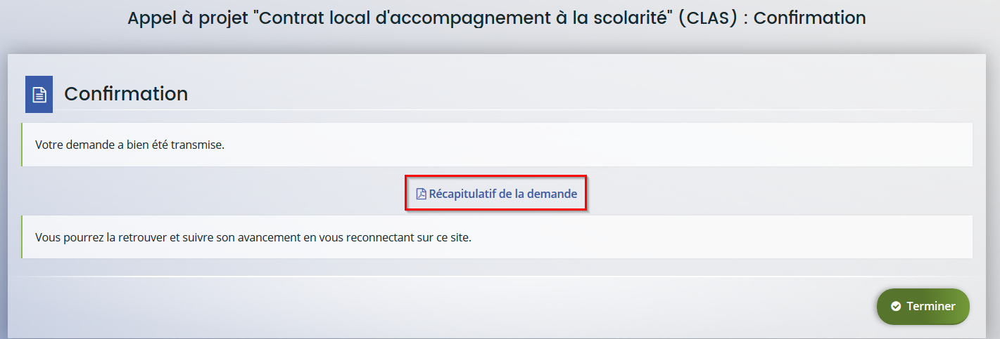 Appel à projet "Contrat local d'accompagnement à la scolarité" (CLAS) : Confirmation
Confirmation
Votre demande a bien été transmise.
Récapitulatif de la demande
Vous pourrez la retrouver et suivre son avancement en vous reconnectant sur ce site.
Terminer